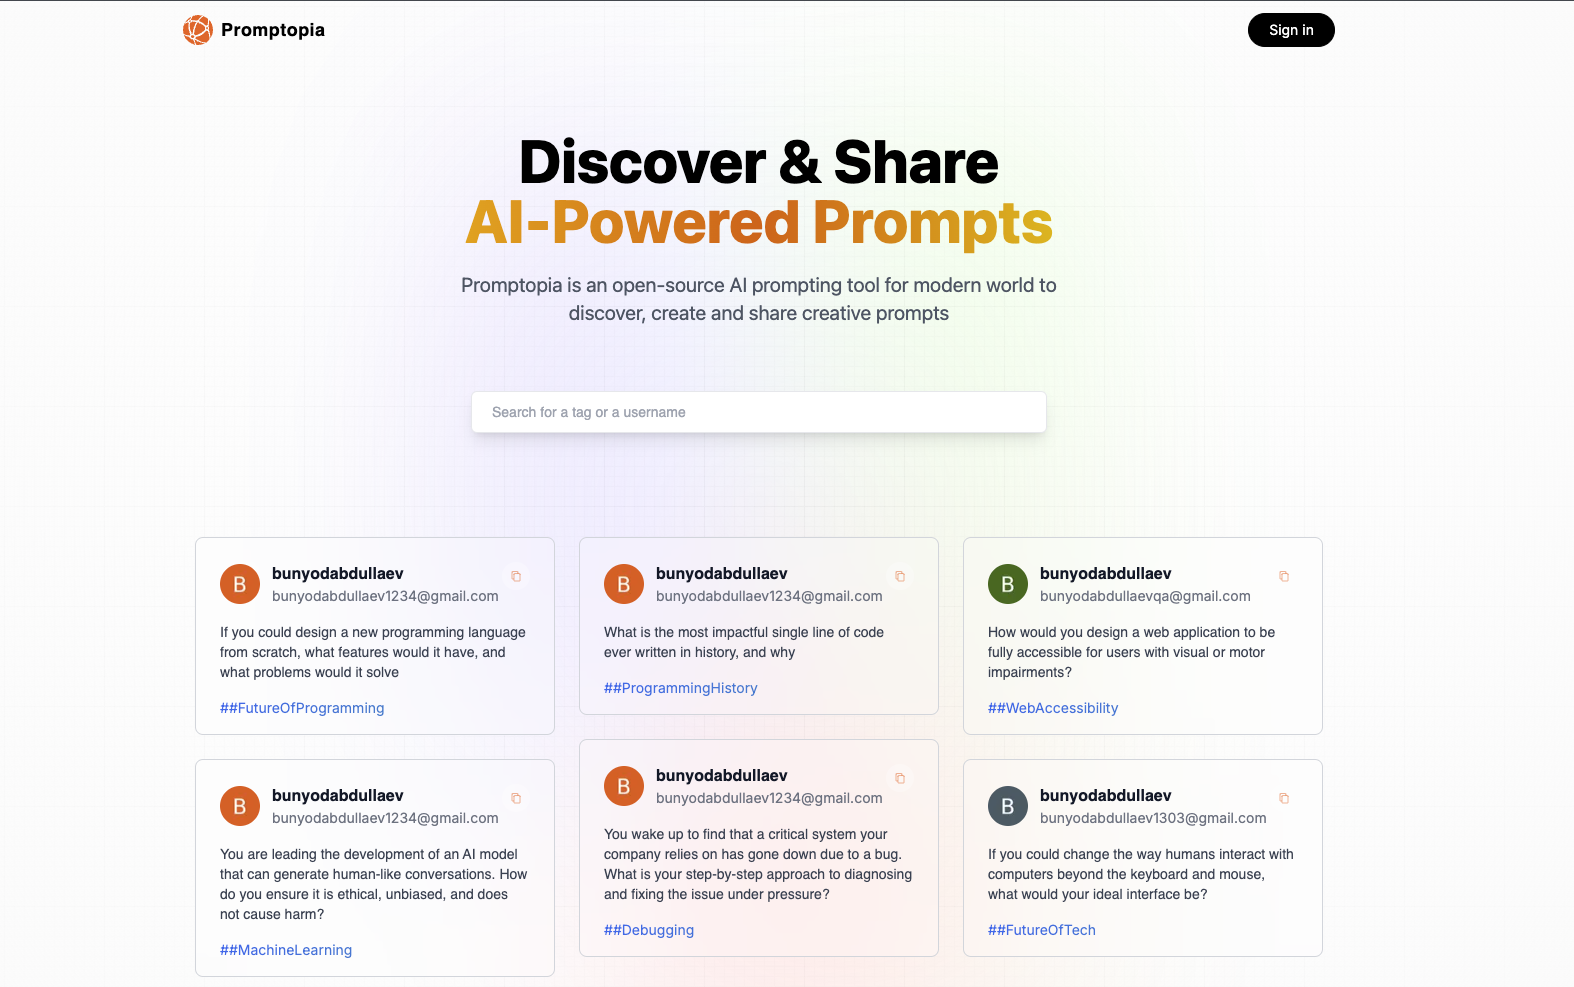 Promptopia
Sign in
Discover & Share
AI-Powered Prompts
Promptopia is an open-source AI prompting tool for modern world to
discover, create and share creative prompts
Search for a tag or a username
B
bunyodabdullaev
bunyodabdullaev1234@gmail.com
If you could design a new programming language
from scratch, what features would it have, and
what problems would it solve
##FutureOfProgramming
B
bunyodabdullaev
bunyodabdullaev1234@gmail.com
What is the most impactful single line of code
ever written in history, and why
##ProgrammingHistory
B
bunyodabdullaev
bunyodabdullaevqa@gmail.com
How would you design a web application to be
fully accessible for users with visual or motor
impairments?
##WebAccessibility
B
bunyodabdullaev
bunyodabdullaev1234@gmail.com
You are leading the development of an AI model
that can generate human-like conversations. How
do you ensure it is ethical, unbiased, and does
not cause harm?
##MachineLearning
B
bunyodabdullaev
bunyodabdullaev1234@gmail.com
You wake up to find that a critical system your
company relies on has gone down due to a bug.
What is your step-by-step approach to diagnosing
and fixing the issue under pressure?
##Debugging
B
bunyodabdullaev
bunyodabdullaev1303@gmail.com
If you could change the way humans interact with
computers beyond the keyboard and mouse,
what would your ideal interface be?
##FutureOfTech